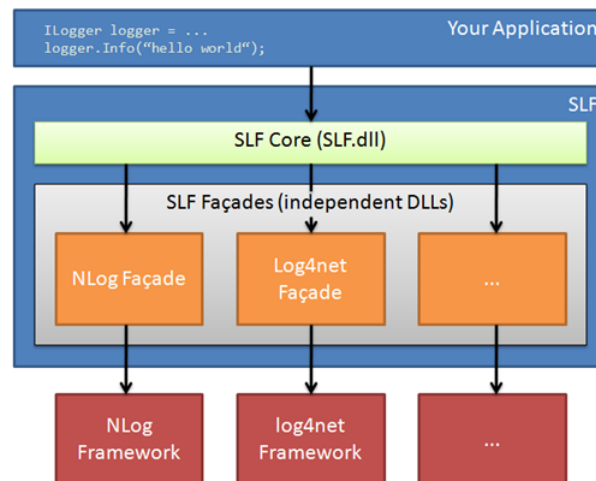 Your Application
ILogger logger = ...
logger.Info(“hello world“);
SLF
SLF Core (SLF.dll)
SLF Façades (independent DLLs)
NLog Façade
Log4net
Façade
...
NLog
Framework
log4net
Framework
...